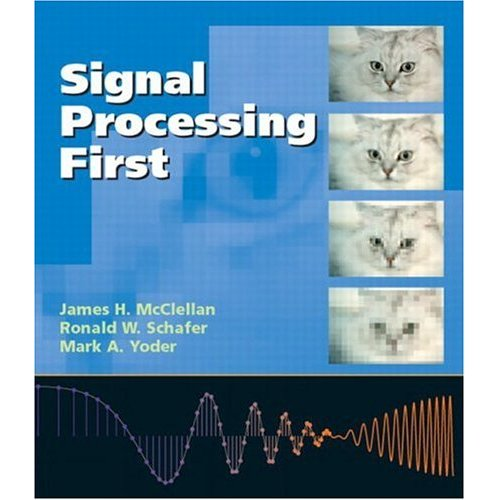 Signal
Processing
First
James H. McClellan
Ronald W. Schafer
Mark A. Yoder